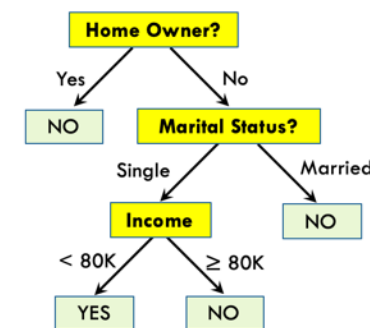 Home Owner?
Yes
No
NO
Marital Status?
Single
Married
Income
NO
< 80K
≥ 80K
YES
NO